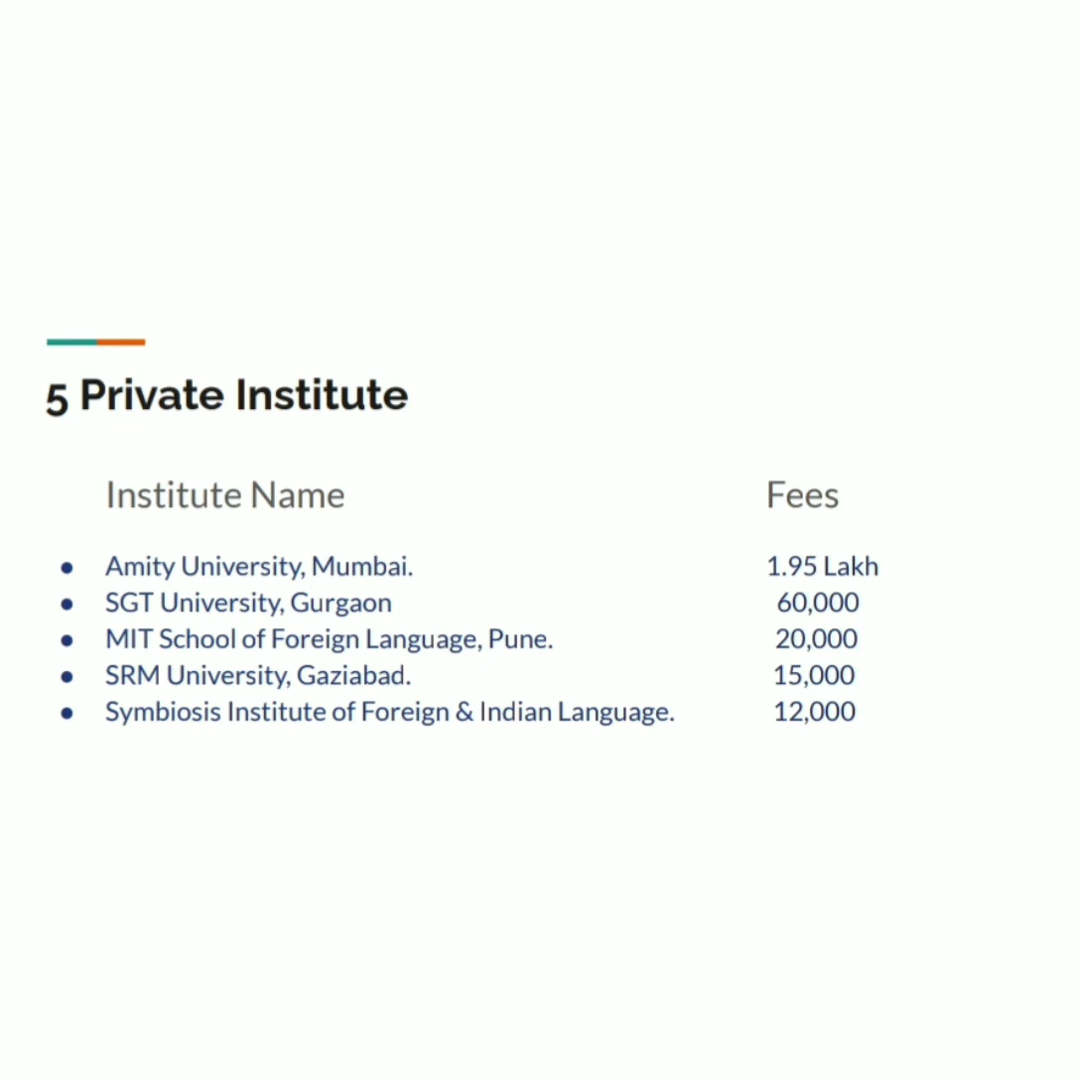 5 Private Institute
Institute Name Fees
● Amity University, Mumbai. 1.95 Lakh
● SGT University, Gurgaon 60,000
● MIT School of Foreign Language, Pune. 20,000
● SRM University, Gaziabad. 15,000
● Symbiosis Institute of Foreign & Indian Language. 12,000